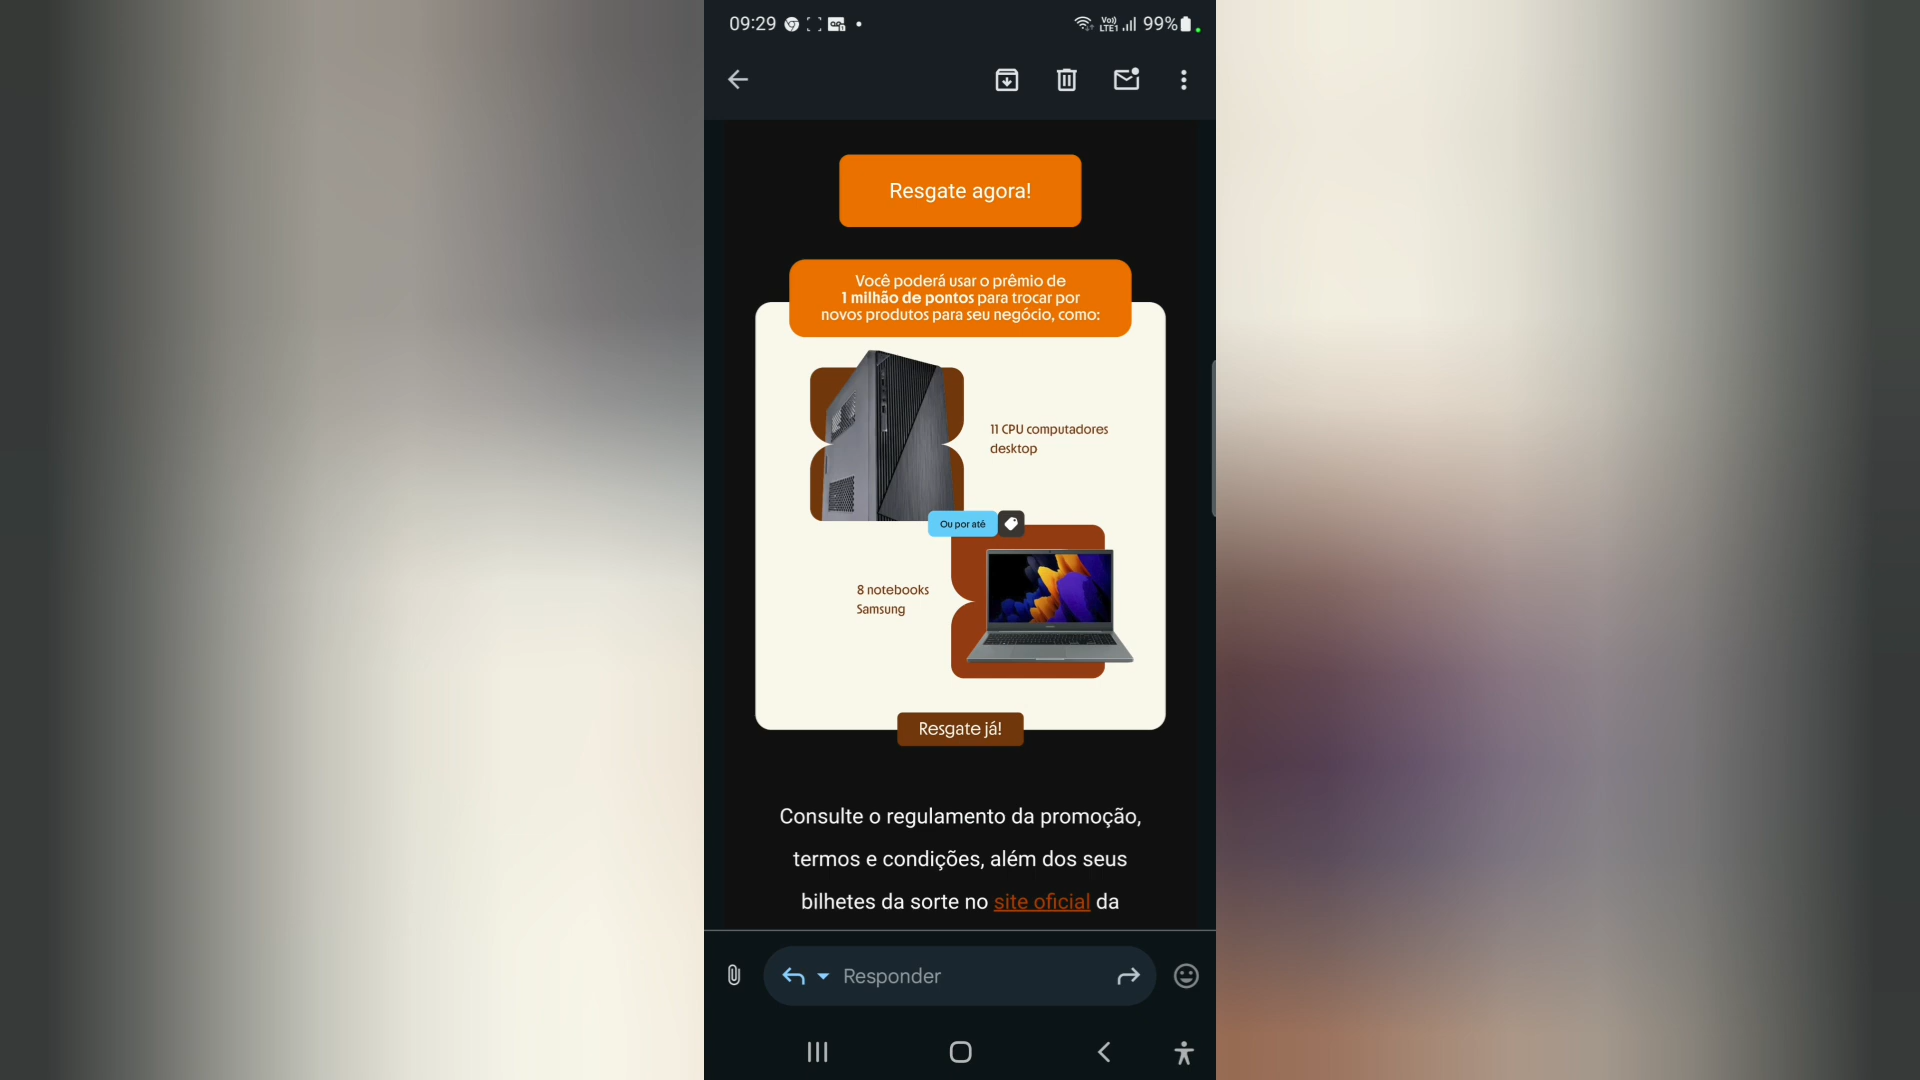 09:29
Vo))
LTE1
99%
Resgate agora!
Você poderá usar o prêmio de
1 milhão de pontos para trocar por
novos produtos para seu negócio, como:
11 CPU computadores
desktop
Ou por até
8 notebooks
Samsung
Resgate já!
Consulte o regulamento da promoção,
termos e condições, além dos seus
bilhetes da sorte no site oficial da
Responder